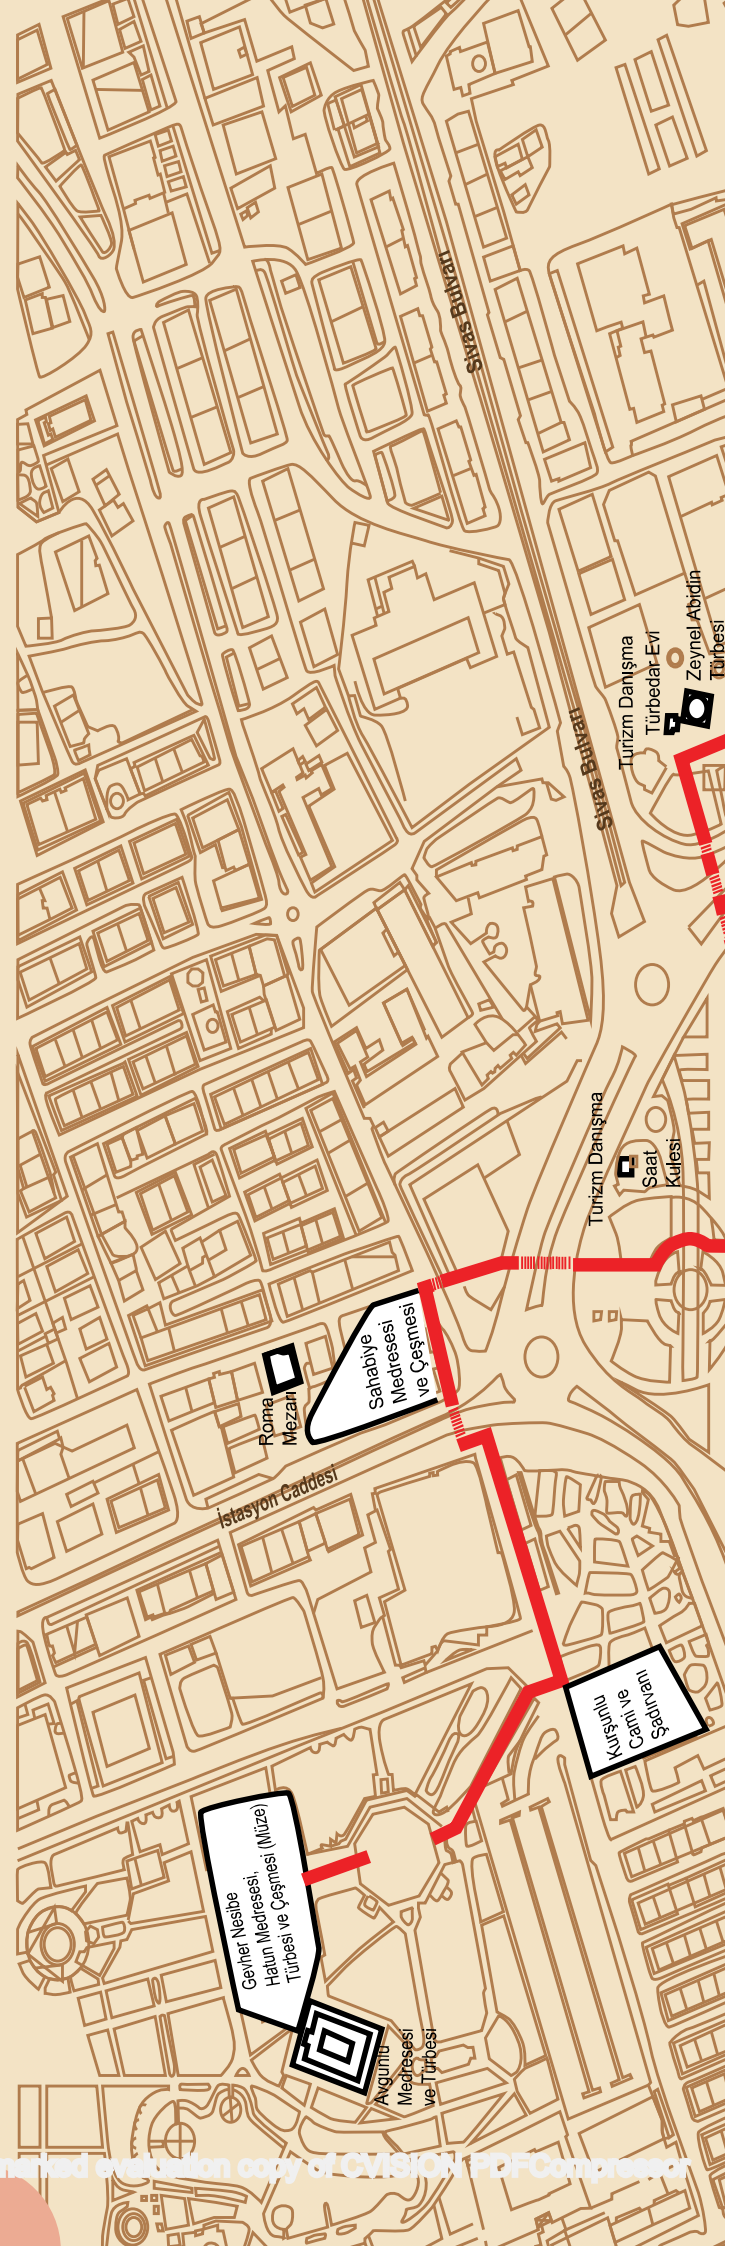 Sivas Bulvarı
Turizm Danışma
Türbedar Evi
Zeynel Abidin
Türbesi
Sivas Bulvarı
Turizm Danışma
Saat
Kulesi
Sahabiye
Medresesi
ve Çeşmesi
Roma
Mezarı
İstasyon Caddesi
Kurşunlu
Cami ve
Şadırvanı
Gevher Nesibe
Hatun Medresesi,
Türbesi ve Çeşmesi (Müze)
Avgunlu
Medresesi
ve Türbesi
marked evaluation copy of CVISION PDFCompressor